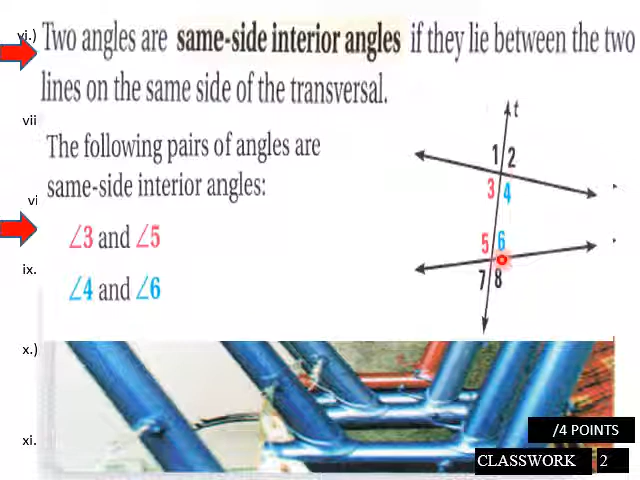 vi.) Two angles are same-side interior angles if they lie between the two
lines on the same side of the transversal.
vii
The following pairs of angles are
vi same-side interior angles:
∠3 and ∠5
ix.
∠4 and ∠6
t
1 2
3 4
5 6
7 8
x.)
xi.
/4 POINTS
CLASSWORK 2